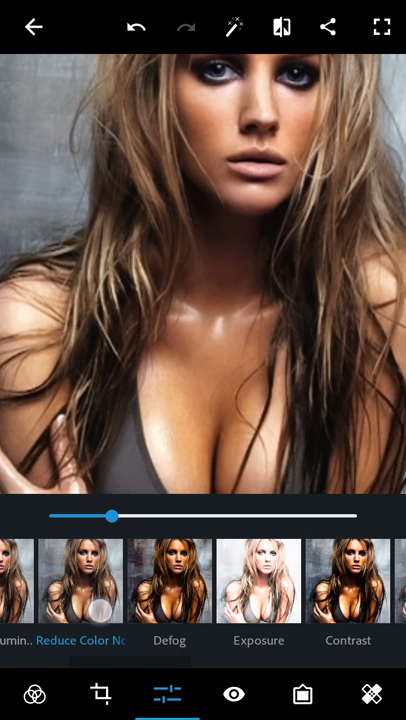 umin..
Reduce Color No
Defog
Exposure
Contrast